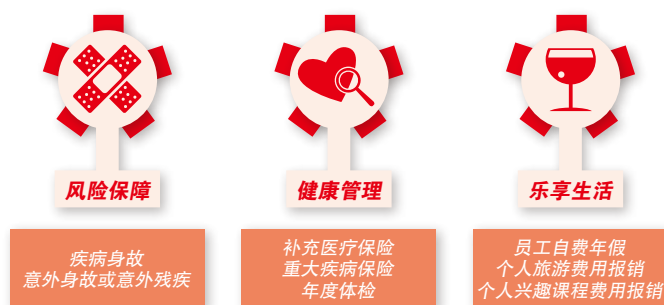 风险保障
疾病身故
意外身故或意外残疾
健康管理
补充医疗保险
重大疾病保险
年度体检
乐享生活
员工自费年假
个人旅游费用报销
个人兴趣课程费用报销